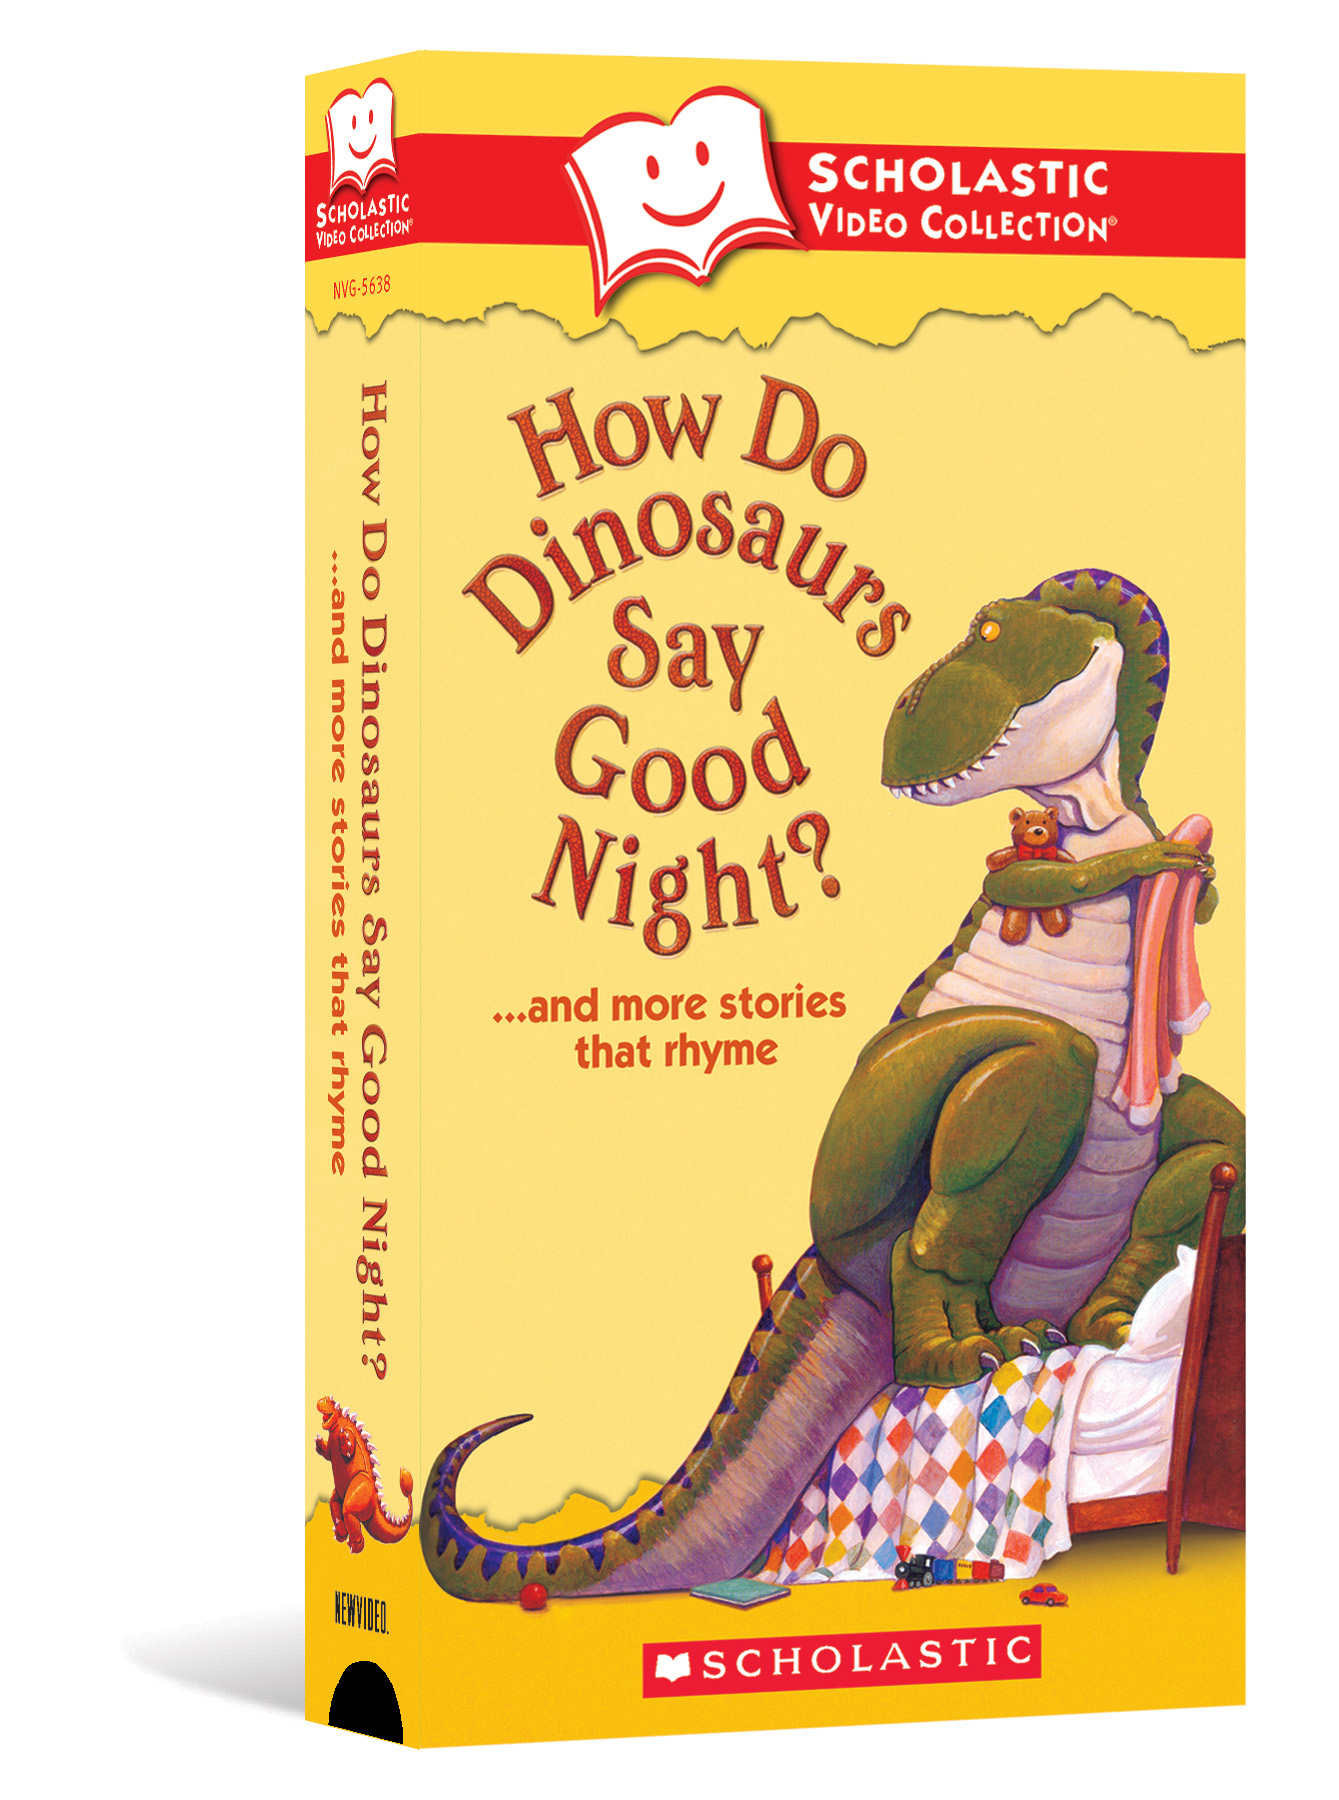 SCHOLASTIC
VIDEO COLLECTION®
NVG-5638
How Do Dinosaurs Say Good Night?
...and more stories that rhyme
NEWVIDEO.
SCHOLASTIC
VIDEO COLLECTION®
How Do
Dinosaurs
Say
Good
Night?
...and more stories
that rhyme
SCHOLASTIC